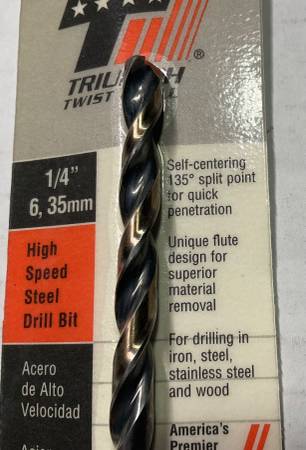 ®
TWIST
1/4"
6, 35mm
High
Speed
Steel
Drill Bit
Acero
de Alto
Velocidad
Self-centering
135° split point
for quick
penetration
Unique flute
design for
superior
material
removal
For drilling in
iron, steel,
stainless steel
and wood
America's
Premier